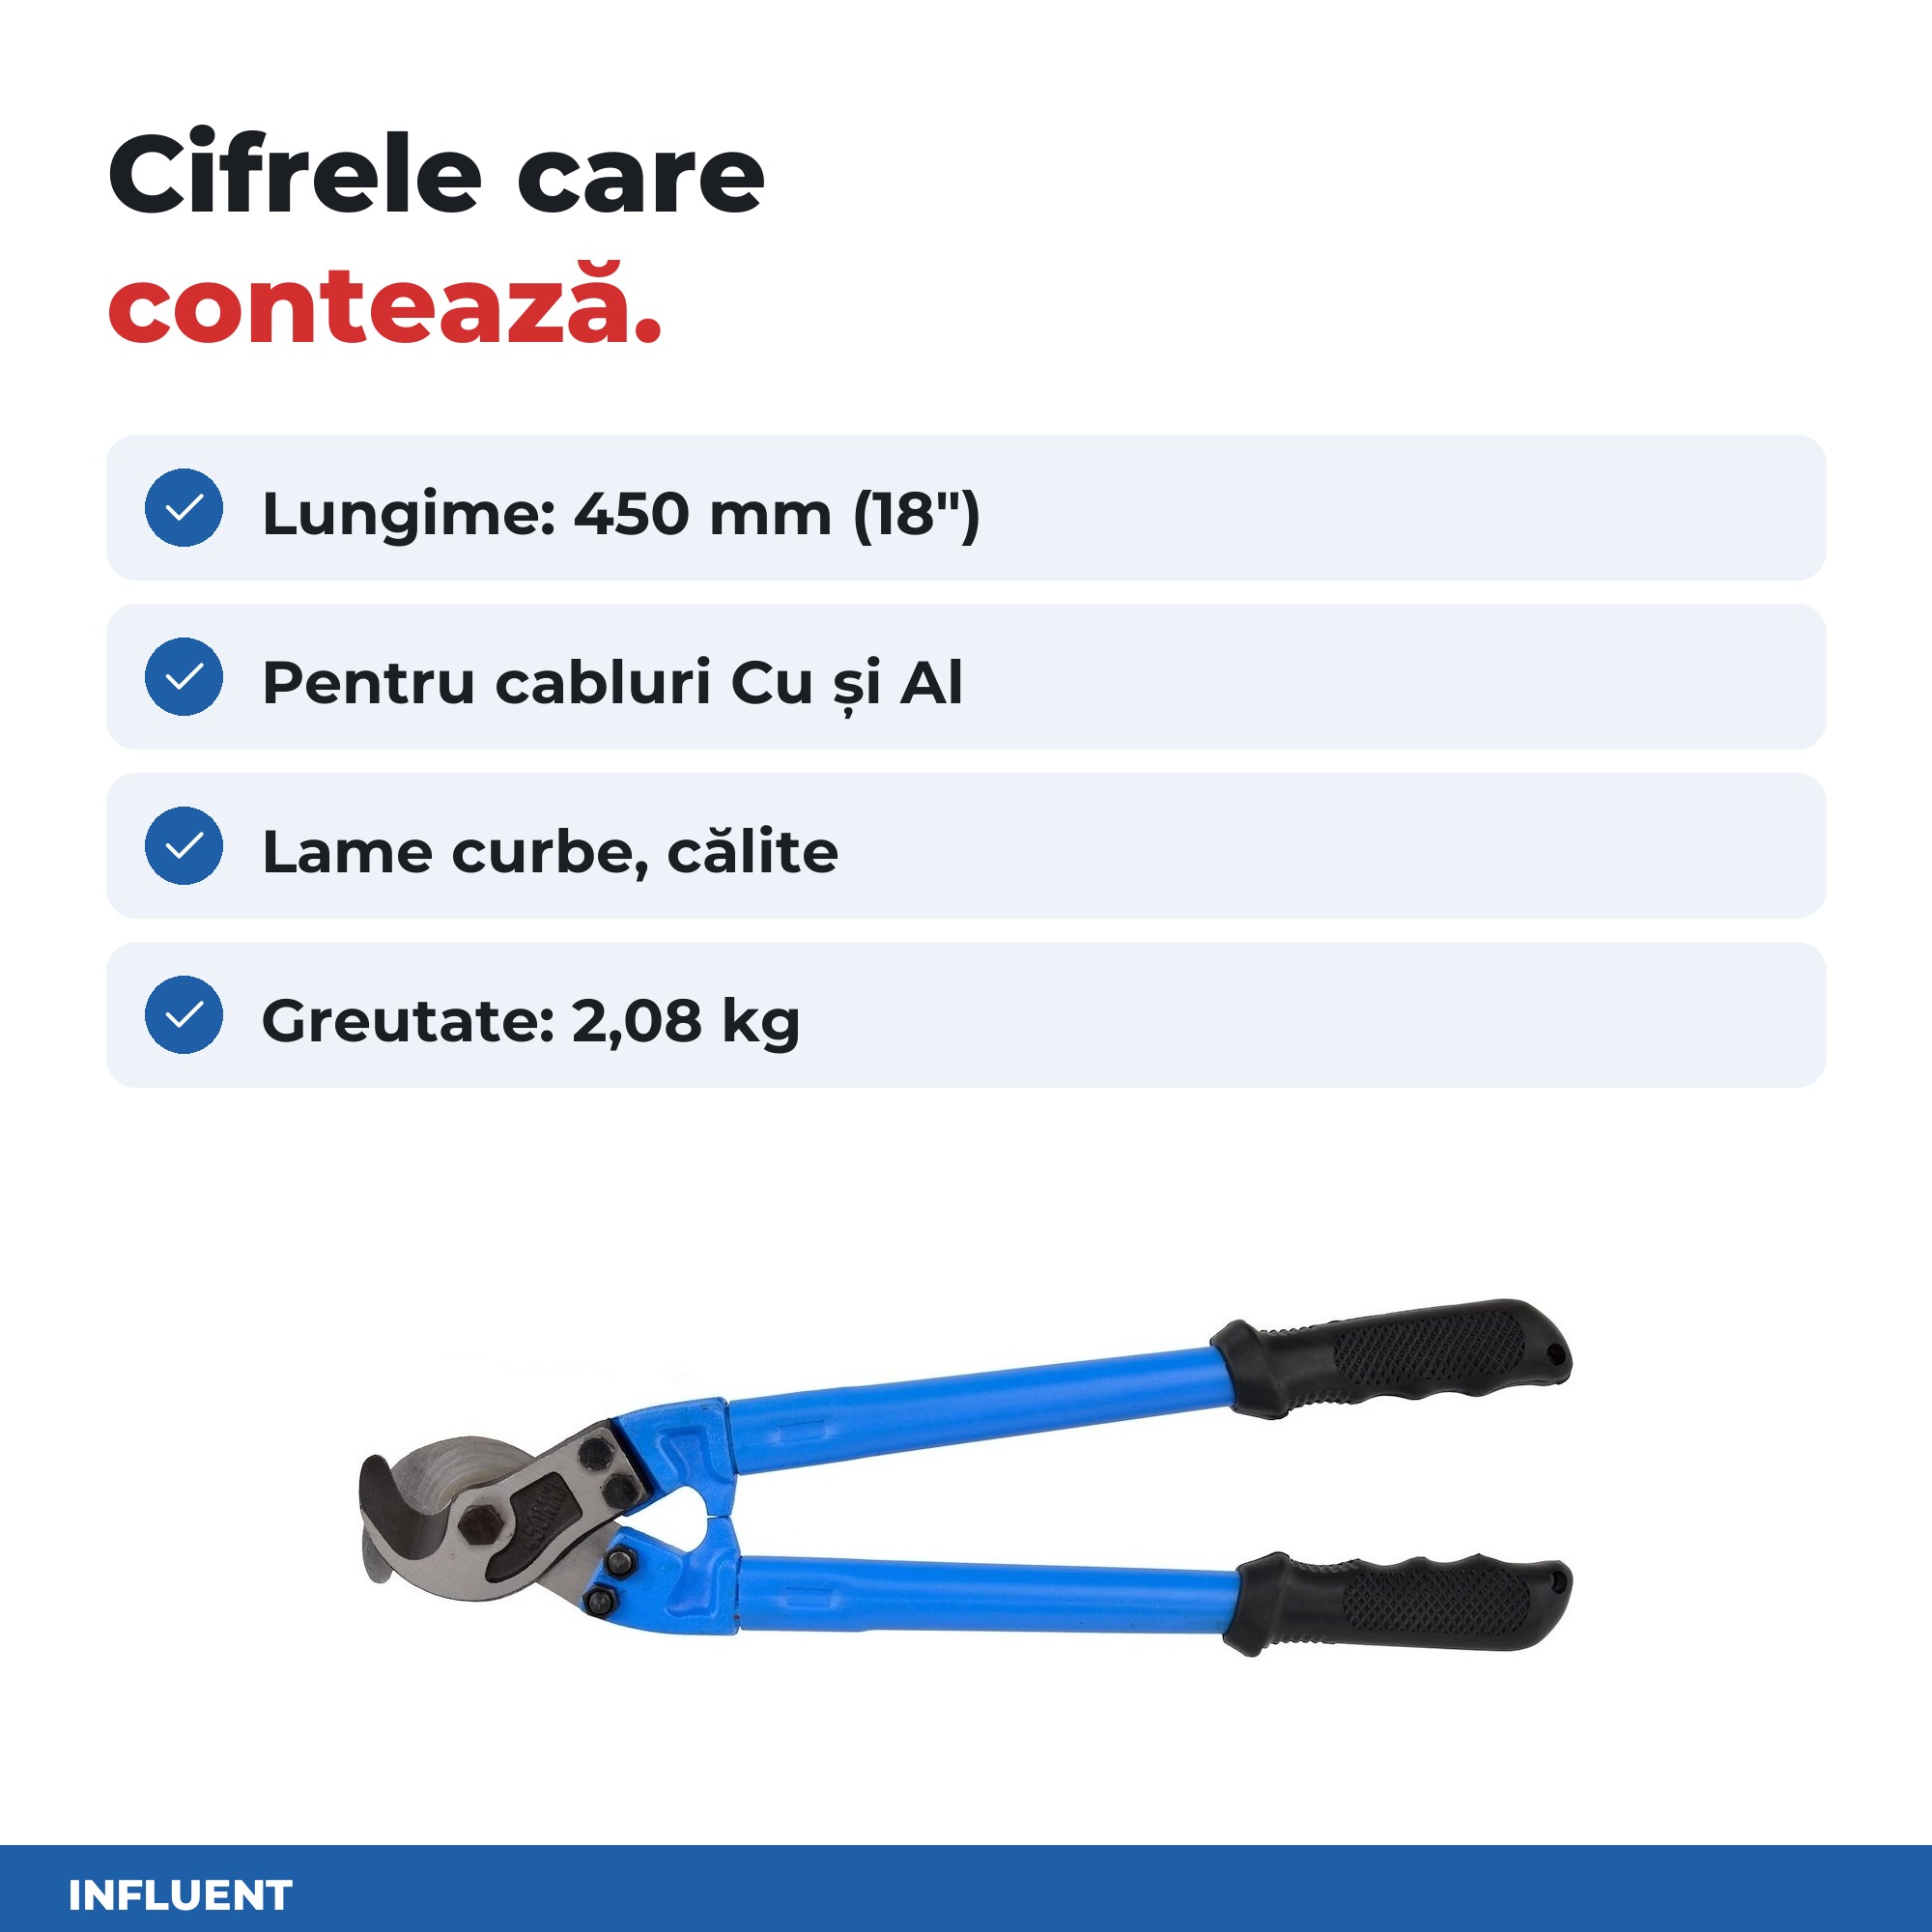 Cifrele care
contează.
Lungime: 450 mm (18")
Pentru cabluri Cu și Al
Lame curbe, călite
Greutate: 2,08 kg
450MM
INFLUENT